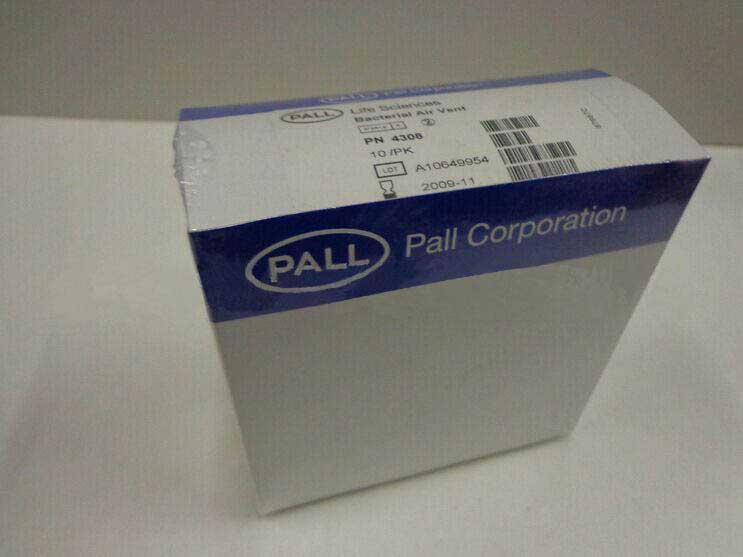 PALL
Life Sciences
Bacterial Air Vent
PN 4308
10/PK
LOT A10649954
2009-11
PALL Pall Corporation